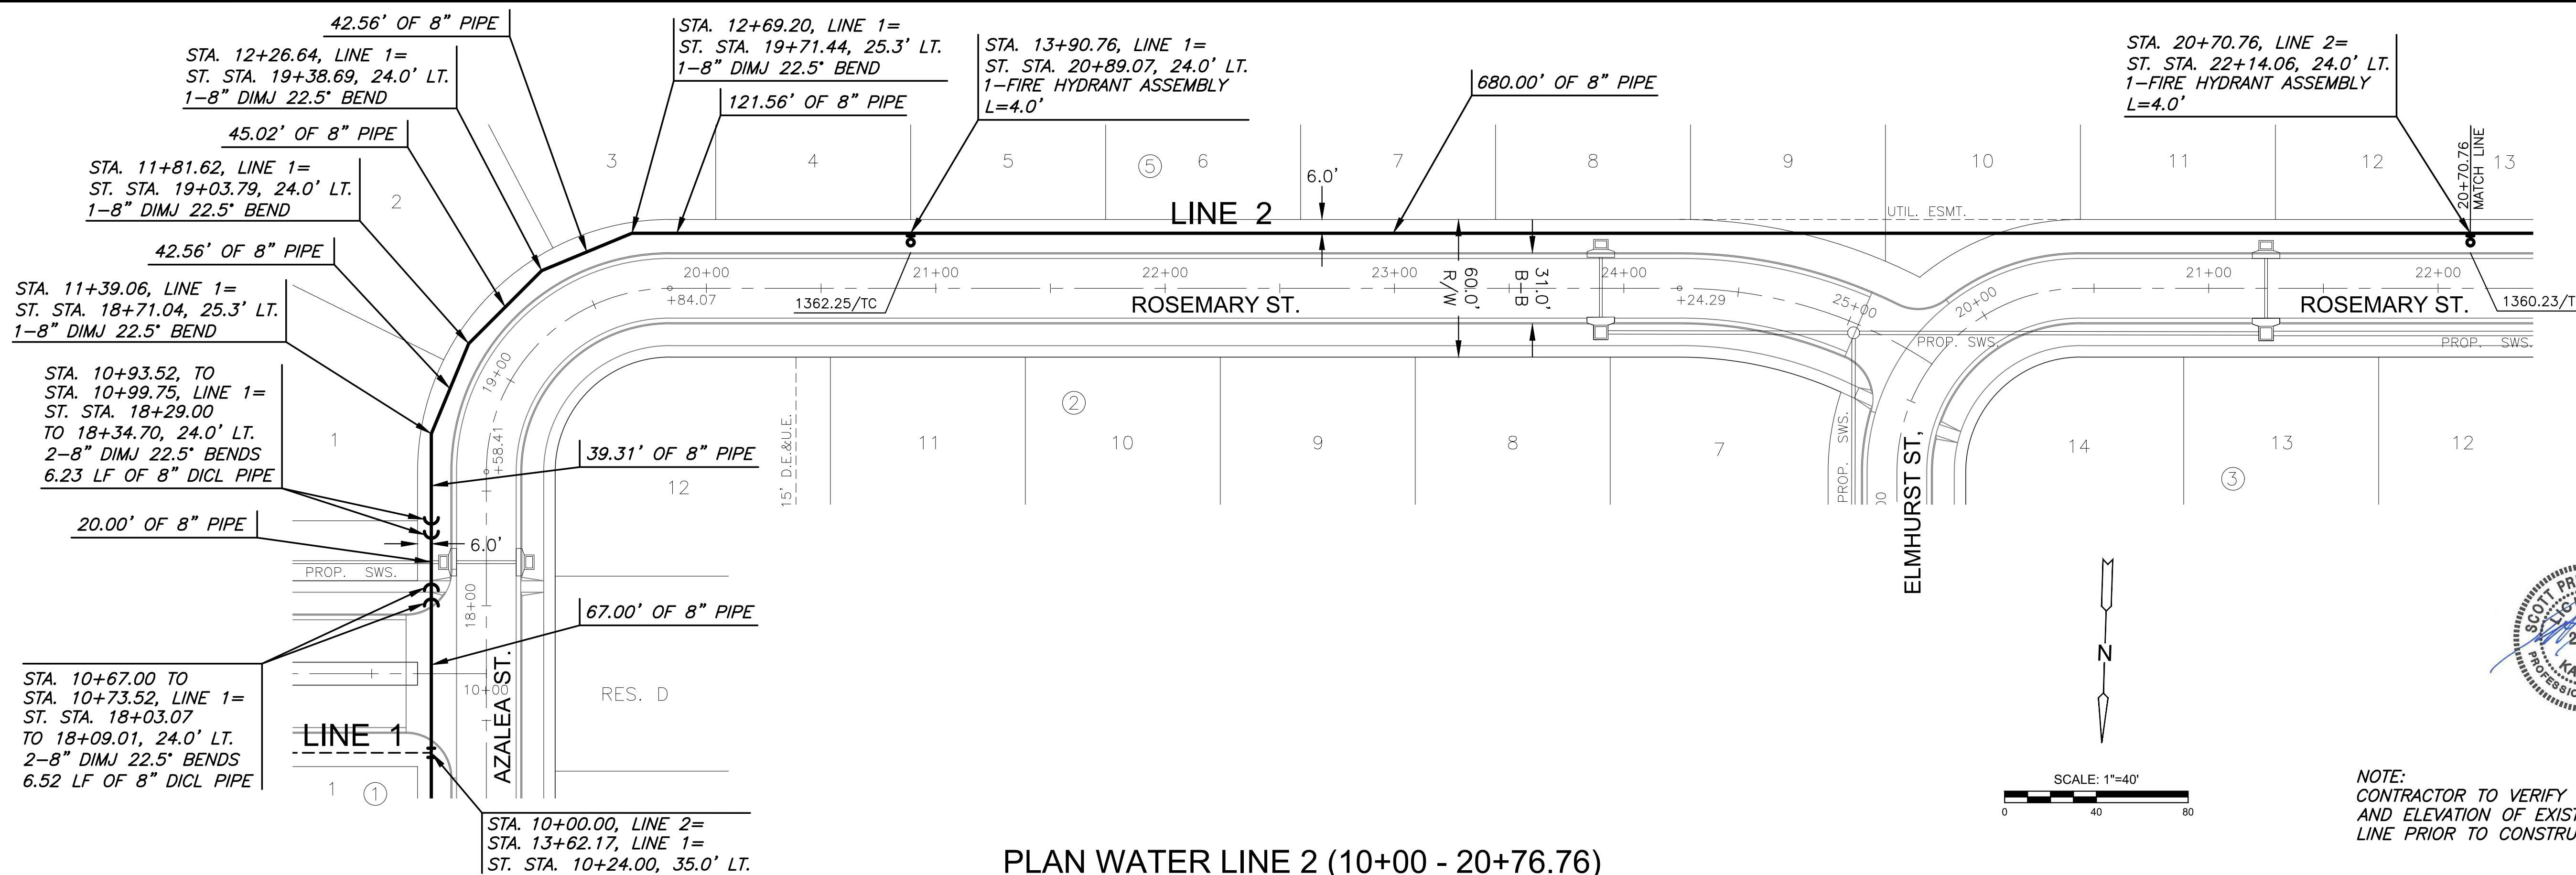 42.56' OF 8" PIPE
STA. 12+26.64, LINE 1=
ST. STA. 19+38.69, 24.0' LT.
1-8" DIMJ 22.5° BEND
45.02' OF 8" PIPE
STA. 11+81.62, LINE 1=
ST. STA. 19+03.79, 24.0' LT.
1-8" DIMJ 22.5° BEND
42.56' OF 8" PIPE
STA. 11+39.06, LINE 1=
ST. STA. 18+71.04, 25.3' LT.
1-8" DIMJ 22.5° BEND
STA. 10+93.52, TO
STA. 10+99.75, LINE 1=
ST. STA. 18+29.00
TO 18+34.70, 24.0' LT.
2-8" DIMJ 22.5° BENDS
6.23 LF OF 8" DICL PIPE
20.00' OF 8" PIPE
STA. 10+67.00 TO
STA. 10+73.52, LINE 1=
ST. STA. 18+03.07
TO 18+09.01, 24.0' LT.
2-8" DIMJ 22.5° BENDS
6.52 LF OF 8" DICL PIPE
STA. 12+69.20, LINE 1=
ST. STA. 19+71.44, 25.3' LT.
1-8" DIMJ 22.5° BEND
121.56' OF 8" PIPE
STA. 13+90.76, LINE 1=
ST. STA. 20+89.07, 24.0' LT.
1-FIRE HYDRANT ASSEMBLY
L=4.0'
680.00' OF 8" PIPE
STA. 20+70.76, LINE 2=
ST. STA. 22+14.06, 24.0' LT.
1-FIRE HYDRANT ASSEMBLY
L=4.0'
20+70.76
MATCH LINE
2
3
4
5
5
6
7
8
9
10
11
12
13
6.0'
LINE 2
UTIL. ESMT.
20+00
21+00
22+00
23+00
24+00
25+00
20+00
21+00
22+00
+84.07
1362.25/TC
ROSEMARY ST.
60.0'
R/W
31.0'
B-B
+24.29
PROP. SWS.
ROSEMARY ST.
1360.23/T
PROP. SWS.
19+00
+58.41
1
39.31' OF 8" PIPE
12
15' D.E.&U.E.
11
10
2
9
8
7
PROP. SWS.
PROP. SWS.
ELMHURST ST,
14
13
3
12
6.0'
PROP. SWS.
18+00
67.00' OF 8" PIPE
AZALEA ST.
10+00
RES. D
LINE 1
1
1
STA. 10+00.00, LINE 2=
STA. 13+62.17, LINE 1=
ST. STA. 10+24.00, 35.0' LT.
N
SCALE: 1"=40'
0 40 80
SCOTT PR
NOTE:
CONTRACTOR TO VERIFY
AND ELEVATION OF EXIST
LINE PRIOR TO CONSTRU
PLAN WATER LINE 2 (10+00 - 20+76.76)